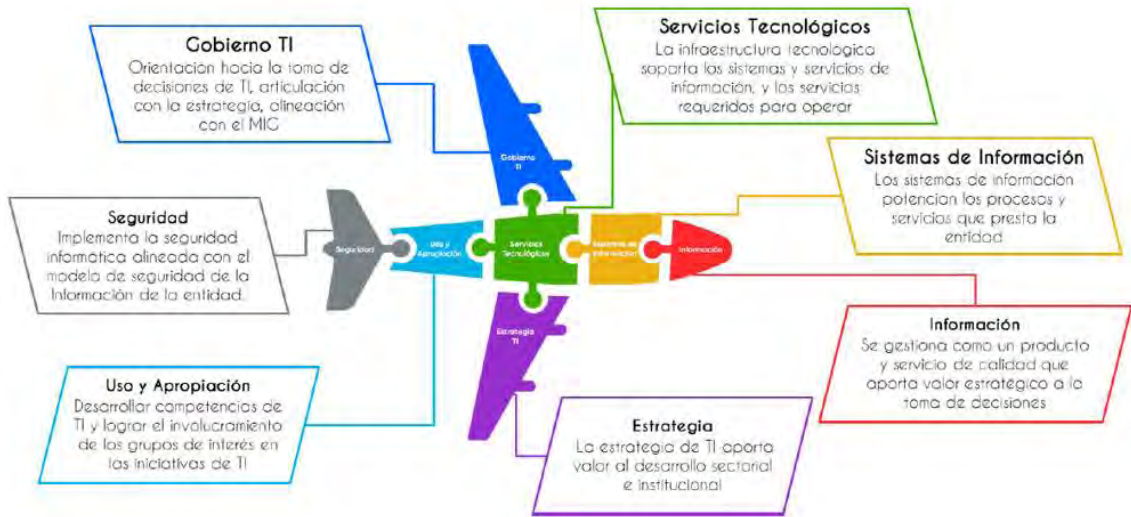 Gobierno TI
Orientación hacia la toma de
decisiones de TI, articulación
con la estrategia, alineación
con el MIG
Servicios Tecnológicos
La infraestructura tecnológica
soporta los sistemas y servicios de
información, y los servicios
requeridos para operar
Sistemas de Información
Los sistemas de información
potencian los procesos y
servicios que presta la
entidad
Seguridad
Implementa la seguridad
informática alineada con el
modelo de seguridad de la
Información de la entidad.
Gobierno
TI
Seguridad
Uso y
Apropiación
Servicios
Tecnológicos
Sistemas de
Información
Información
Estrategia
TI
Información
Se gestiona como un producto
y servicio de calidad que
aporta valor estratégico a la
toma de decisiones
Uso y Apropiación
Desarrollar competencias de
TI y lograr el involucramiento
de los grupos de interés en
las iniciativas de TI
Estrategia
La estrategia de TI aporta
valor al desarrollo sectorial
e institucional